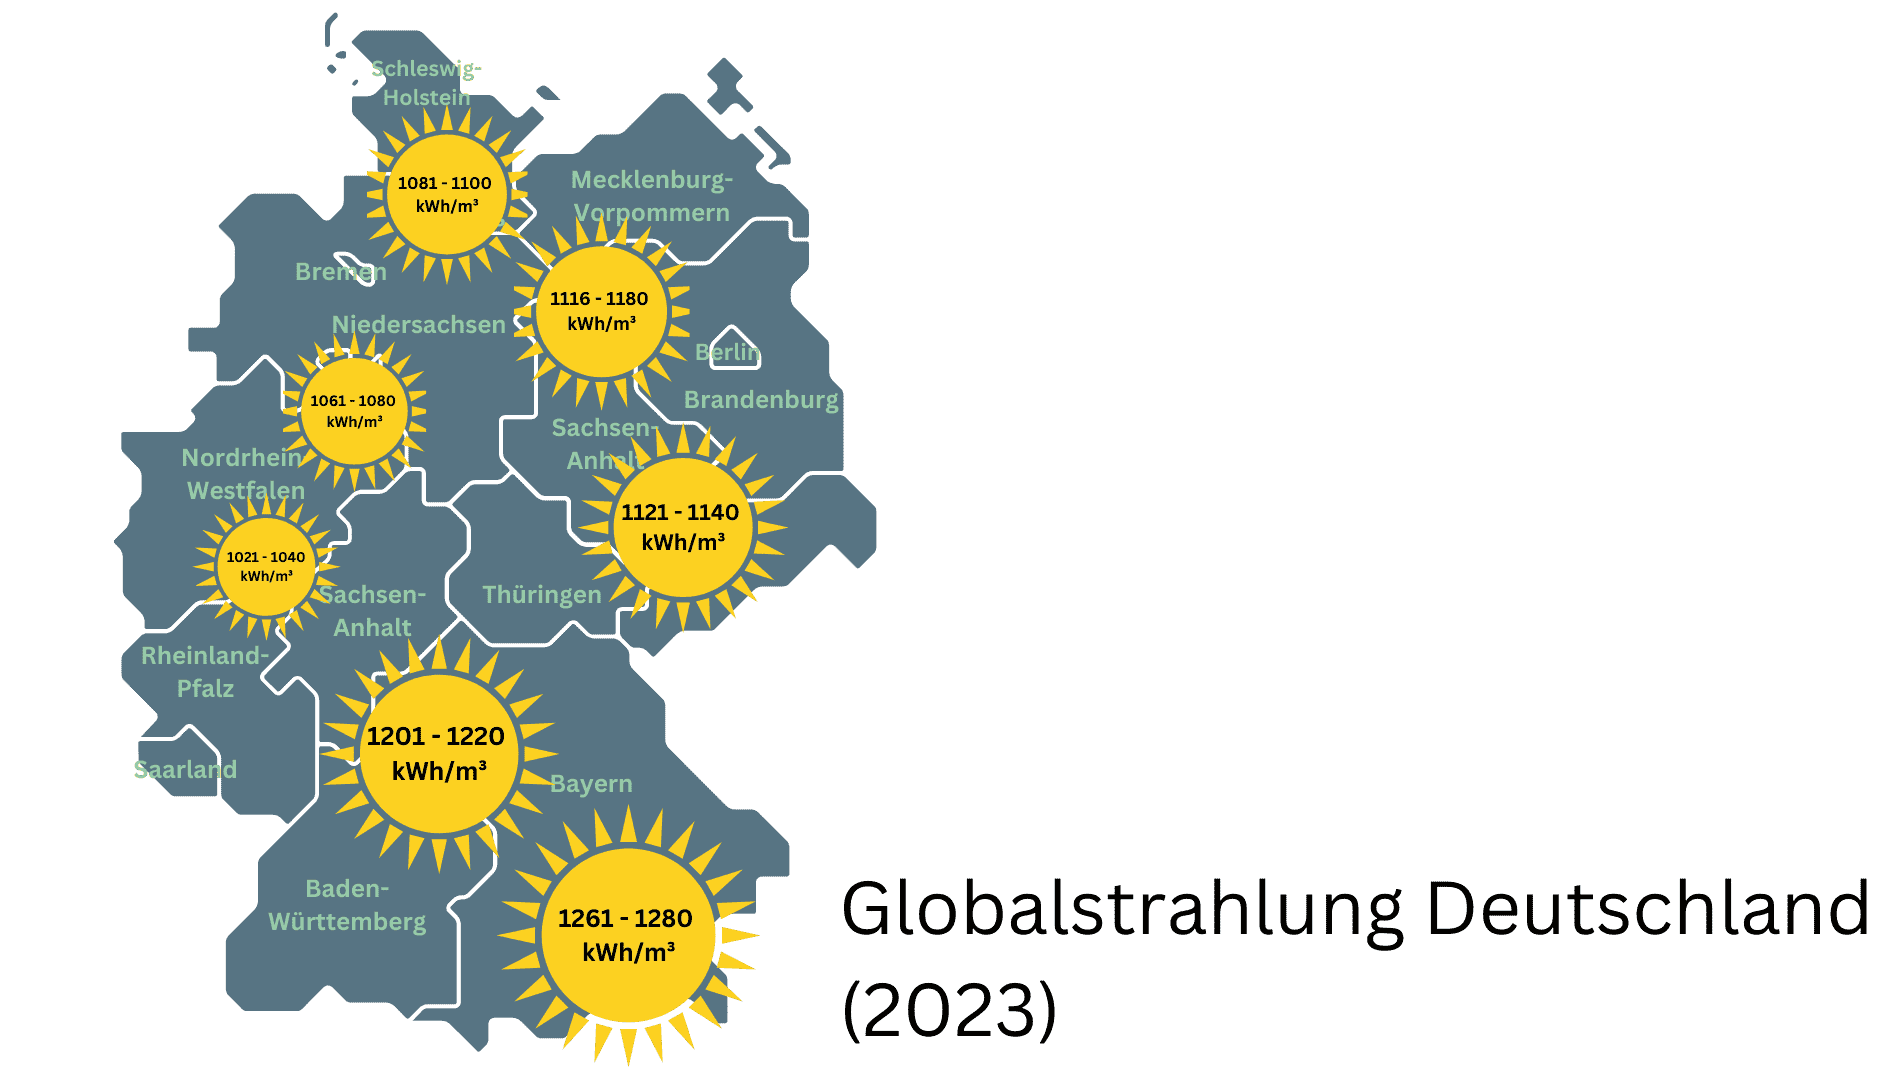 Schleswig-
Holstein
1081 - 1100
kWh/m³
Mecklenburg-
Vorpommern
Bremen
1116 - 1180
kWh/m³
Niedersachsen
Berlin
Brandenburg
1061 - 1080
kWh/m³
Sachsen-
Anhalt
Nordrhein-
Westfalen
1121 - 1140
kWh/m³
1021 - 1040
kWh/m³
Sachsen-
Anhalt
Thüringen
Rheinland-
Pfalz
1201 - 1220
kWh/m³
Saarland
Bayern
Baden-
Württemberg
1261 - 1280
kWh/m³
Globalstrahlung Deutschland
(2023)